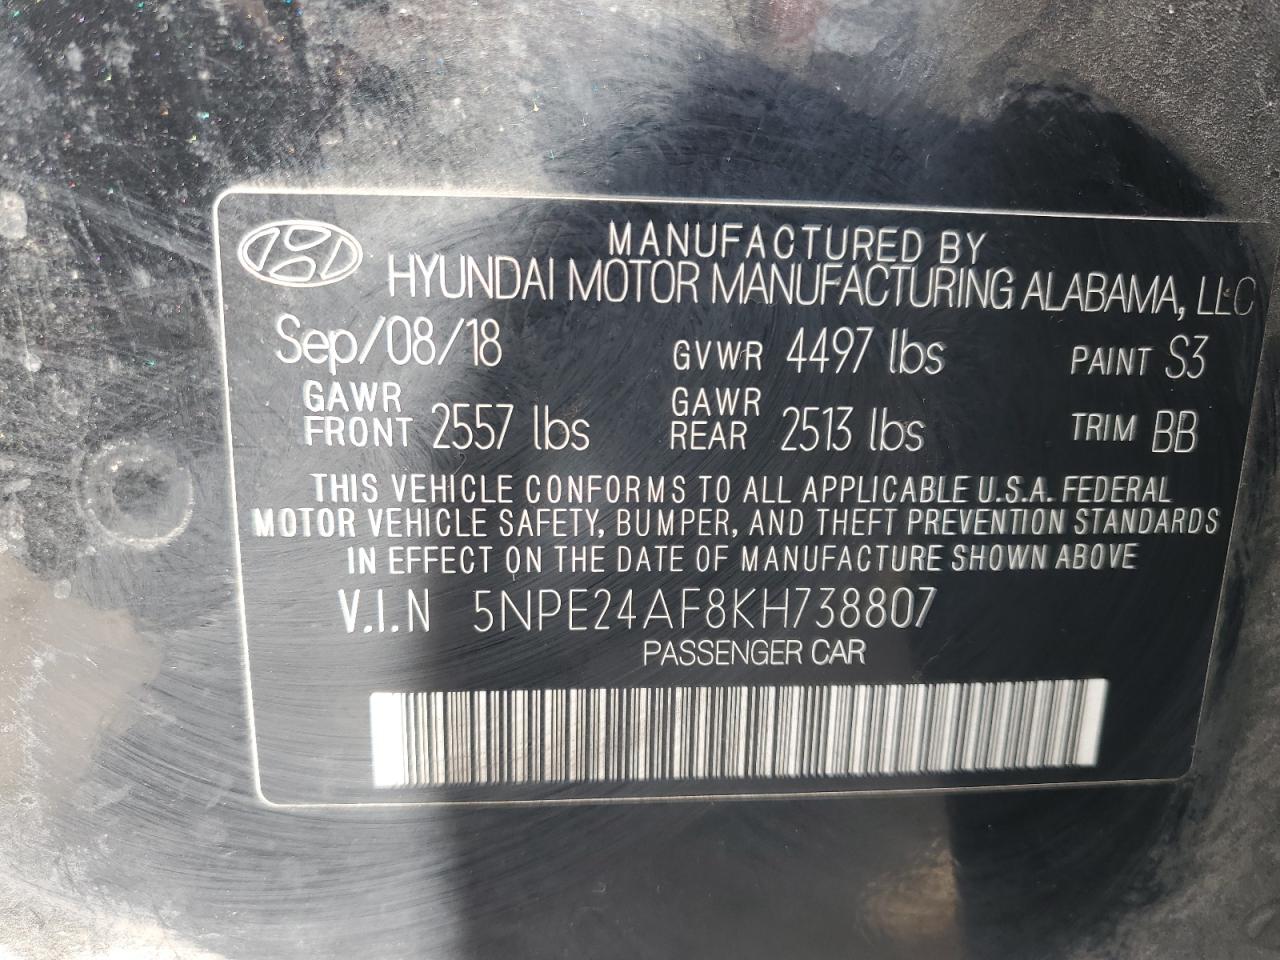 MANUFACTURED BY
HYUNDAI MOTOR MANUFACTURING ALABAMA, LLC
Sep/08/18 GVWR 4497 lbs PAINT S3
GAWR FRONT 2557 lbs GAWR REAR 2513 lbs TRIM BB
THIS VEHICLE CONFORMS TO ALL APPLICABLE U.S.A. FEDERAL
MOTOR VEHICLE SAFETY, BUMPER, AND THEFT PREVENTION STANDARDS
IN EFFECT ON THE DATE OF MANUFACTURE SHOWN ABOVE
V.I.N 5NPE24AF8KH738807
PASSENGER CAR